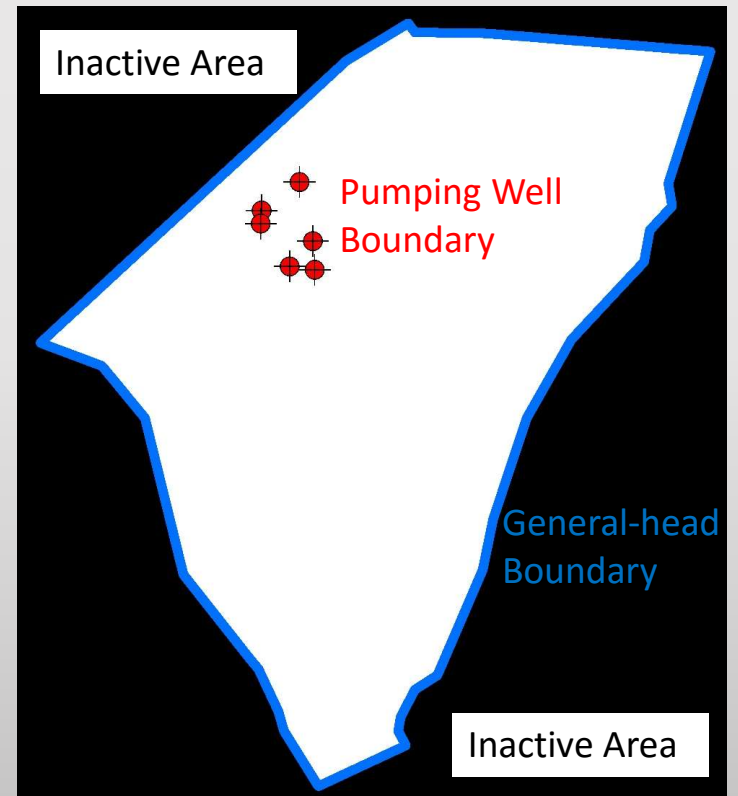 Inactive Area
Pumping Well
Boundary
General-head
Boundary
Inactive Area